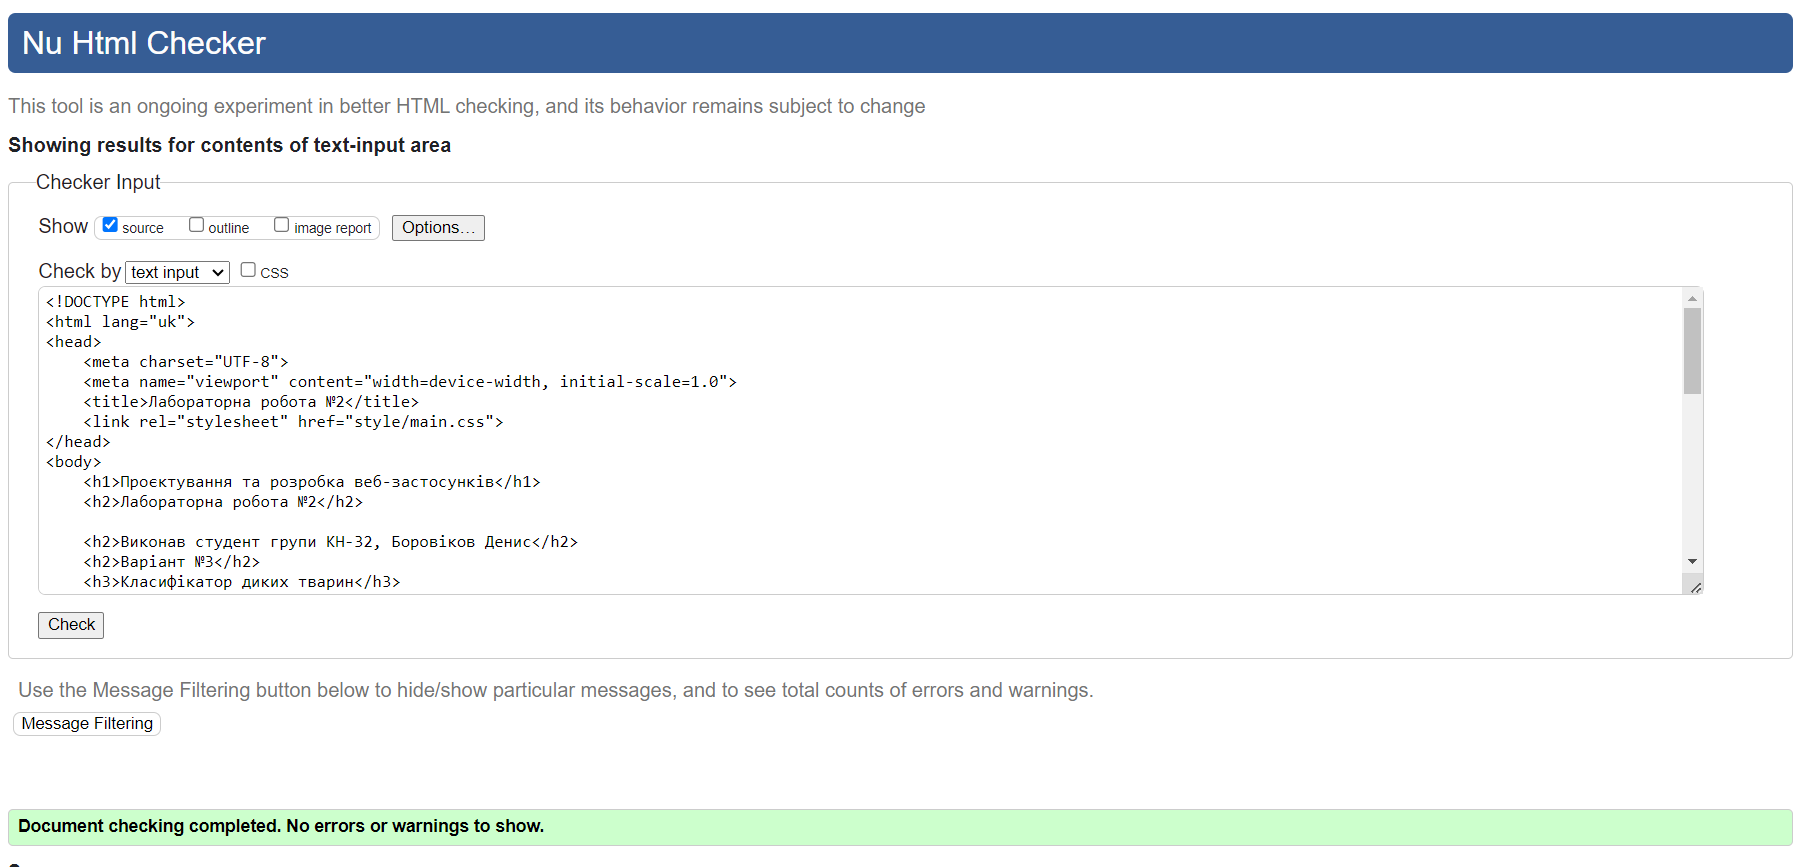 Nu Html Checker
This tool is an ongoing experiment in better HTML checking, and its behavior remains subject to change
Showing results for contents of text-input area
Checker Input
Show source outline image report Options...
Check by text input CSS
<!DOCTYPE html>
<html lang="uk">
<head>
    <meta charset="UTF-8">
    <meta name="viewport" content="width=device-width, initial-scale=1.0">
    <title>Лабораторна робота №2</title>
    <link rel="stylesheet" href="style/main.css">
</head>
<body>
    <h1>Проєктування та розробка веб-застосунків</h1>
    <h2>Лабораторна робота №2</h2>
    <h2>Виконав студент групи КН-32, Боровіков Денис</h2>
    <h2>Варіант №3</h2>
    <h3>Класифікатор диких тварин</h3>
Check
Use the Message Filtering button below to hide/show particular messages, and to see total counts of errors and warnings.
Message Filtering
Document checking completed. No errors or warnings to show.